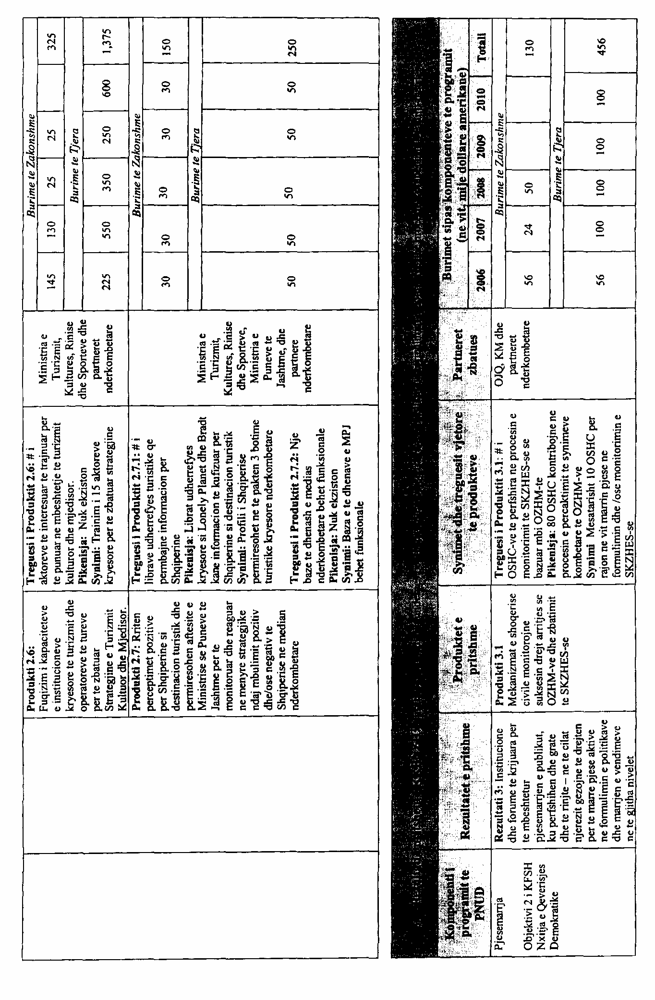 Produkti 2.6:
Fuqizim i kapaciteteve
e institucioneve
kryesore te turizmit dhe
operatoreve te tureve
per te zbatuar
Strategjine e Turizmit
Kulturor dhe Mjedisor.
Treguesi i Produktit 2.6: # i
aktoreve te interesuar te trajnuar per
te punuar ne mbeshtetje te turizmit
kulturor dhe mjedisor.
Pikenisja: Nuk ekziston
Synimi: Trainim i 15 aktoreve
kryesore per te zbatuar strategjine
Ministria e
Turizmit,
Kultures, Rinise
dhe Sporteve dhe
partneret
nderkombetare
Burime te Zakonshme
145 130 25 25 325
Burime te Tjera
225 550 350 250 600 1,375
Produkti 2.7: Rriten
perceptimet pozitive
per Shqiperine si
destinacion turistik dhe
permiresohen aftesite e
Ministrise se Puneve te
Jashtme per te
monitoruar dhe reaguar
ne menyre strategjike
ndaj mbulimit pozitiv
dhe/ose negativ te
Shqiperise ne median
nderkombetare
Treguesi i Produktit 2.7.1: # i
librave udherrefyes turistike qe
permbajne informacion per
Shqiperine
Pikenisja: Librat udherrefyes
kryesore si Lonely Planet dhe Bradt
kane informacion te kufizuar per
Shqiperine si destinacion turistik
Synimi: Profili i Shqiperise
permiresohet ne te pakten 3 botime
turistike kryesore nderkombetare
Treguesi i Produktit 2.7.2: Nje
baze te dhenash e medias
nderkombetare behet funksionale
Pikenisja: Nuk ekziston
Synimi: Baza e te dhenave e MPJ
behet funksionale
Ministria e
Turizmit,
Kultures, Rinise
dhe Sporteve,
Ministria e
Puneve te
Jashtme, dhe
partnere
nderkombetare
Burime te Zakonshme
30 30 30 30 30 150
Burime te Tjera
50 50 50 50 50 250
Komponenti i
programit te
PNUD
Rezultatet e pritshme
Produktet e
pritshme
Synimet dhe treguesit vjetore
te produkteve
Partneret
zbatues
Burimet sipas komponenteve te programit
(ne vit, mije dollare amerikane)
2006 2007 2008 2009 2010 Totali
Pjesemarrja
Objektivi 2 i KFSH
Nxitja e Qeverisjes
Demokratike
Rezultati 3: Institucione
dhe forume te krijuara per
te mbeshtetur
pjesemarrjen e publikut,
ku perfshihen dhe grate
dhe te rinjte – ne te cilat
njerezit gezojne te drejten
per te marre pjese aktive
ne formulimin e politikave
dhe marrjen e vendimeve
ne te gjitha nivelet
Produkti 3.1
Mekanizmat e shoqerise
civile monitorojne
suksesin drejt arritjes se
OZHM-ve dhe zbatimit
te SKZHES-se
Treguesi i Produktit 3.1: # i
OSHC-ve te perfshira ne procesin e
monitorimit te SKZHES-se se
bazuar mbi OZHM-te
Pikenisja: 80 OSHC kontribojne ne
procesin e percaktimit te synimeve
kombetare te OZHM-ve
Synimi Mesatarisht 10 OSHC per
rajon ne vit marrin pjese ne
formulimin dhe /ose monitorimin e
SKZHES-se
OJQ, KM dhe
partneret
nderkombetare
Burime te Zakonshme
56 24 50 130
Burime te Tjera
56 100 100 100 100 456